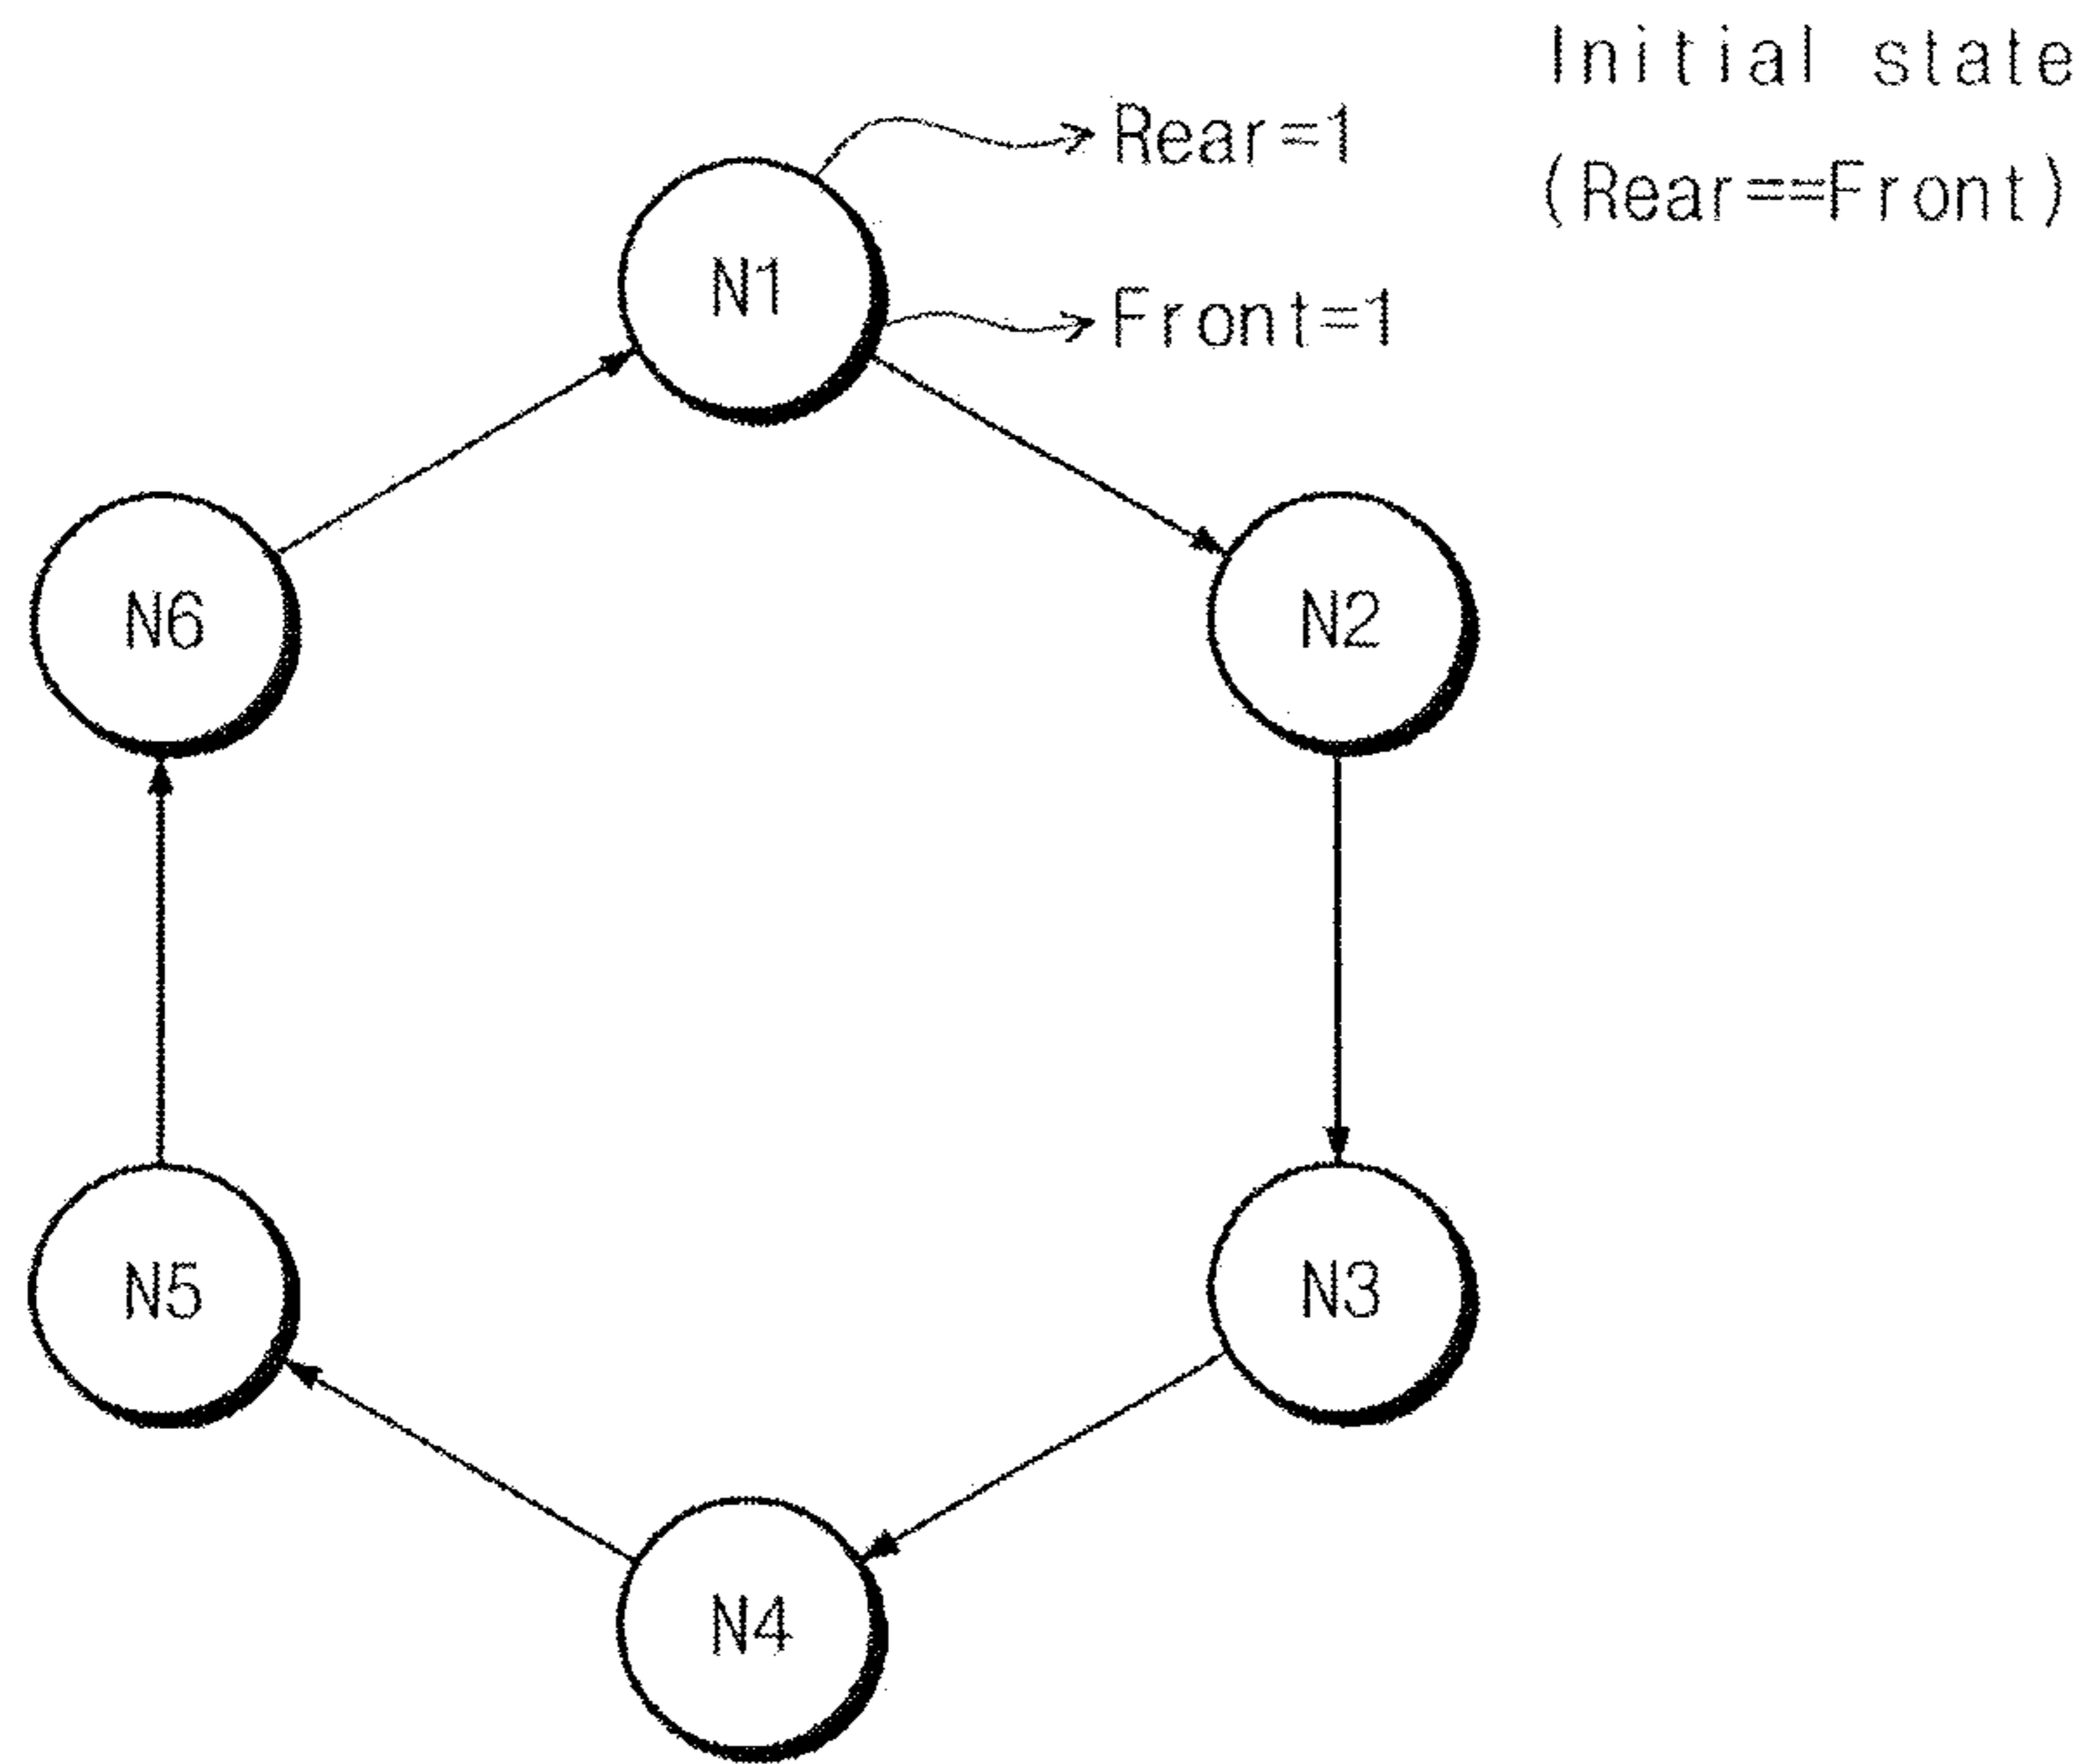 Initial state
(Rear==Front)
Rear=1
Front=1
N1
N2
N6
N3
N5
N4